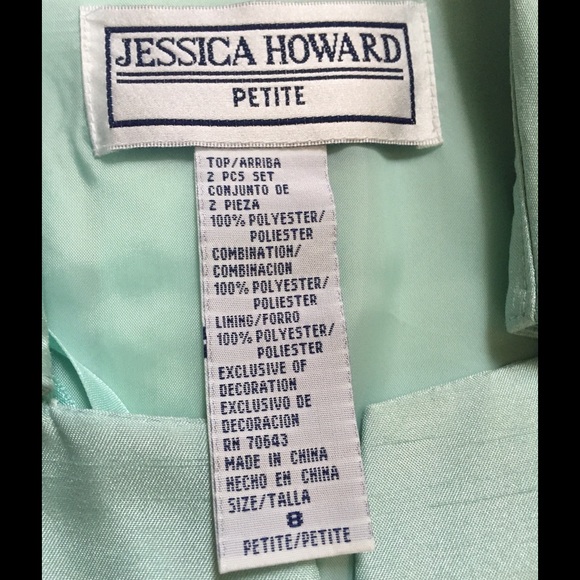 JESSICA HOWARD
PETITE
TOP/ARRIBA
2 PCS SET
CONJUNTO DE
2 PIEZA
100% POLYESTER/
POLIESTER
COMBINATION/
COMBINACION
100% POLYESTER/
POLIESTER
LINING/FORRO
100% POLYESTER/
POLIESTER
EXCLUSIVE OF
DECORATION
EXCLUSIVO DE
DECORACION
RN 70643
MADE IN CHINA
HECHO EN CHINA
SIZE/TALLA
8
PETITE/PETITE